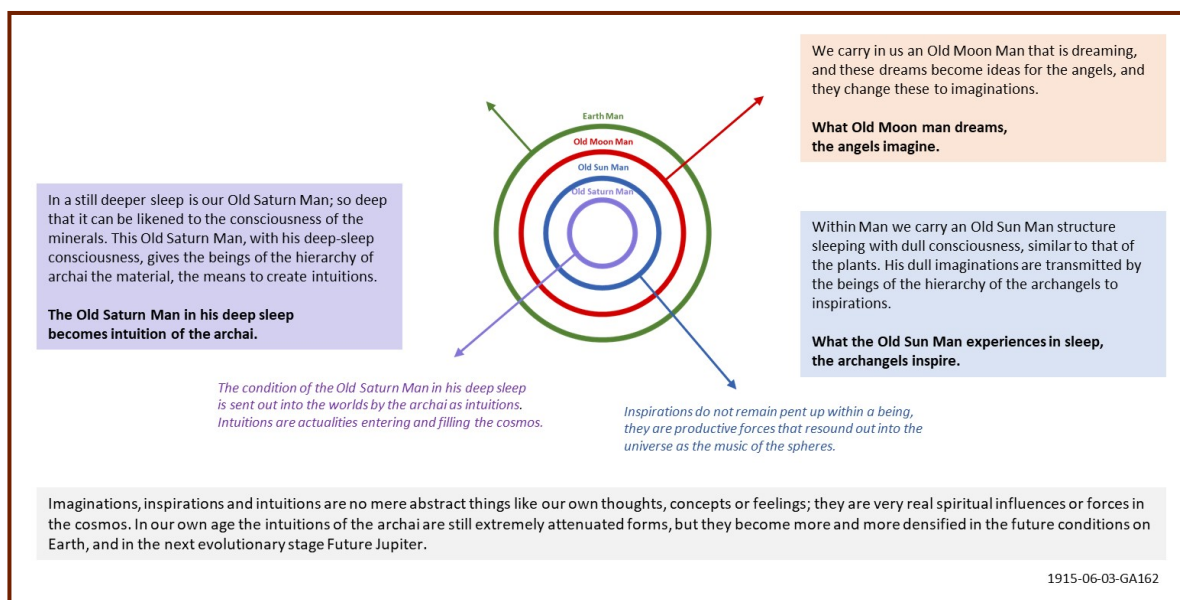 We carry in us an Old Moon Man that is dreaming,
and these dreams become ideas for the angels, and
they change these to imaginations.
What Old Moon man dreams,
the angels imagine.
Earth Man
Old Moon Man
Old Sun Man
Old Saturn Man
In a still deeper sleep is our Old Saturn Man; so deep
that it can be likened to the consciousness of the
minerals. This Old Saturn Man, with his deep-sleep
consciousness, gives the beings of the hierarchy of
archai the material, the means to create intuitions.
The Old Saturn Man in his deep sleep
becomes intuition of the archai.
Within Man we carry an Old Sun Man structure
sleeping with dull consciousness, similar to that of
the plants. His dull imaginations are transmitted by
the beings of the hierarchy of the archangels to
inspirations.
What the Old Sun Man experiences in sleep,
the archangels inspire.
The condition of the Old Saturn Man in his deep sleep
is sent out into the worlds by the archai as intuitions.
Intuitions are actualities entering and filling the cosmos.
Inspirations do not remain pent up within a being,
they are productive forces that resound out into the
universe as the music of the spheres.
Imaginations, inspirations and intuitions are no mere abstract things like our own thoughts, concepts or feelings; they are very real spiritual influences or forces in
the cosmos. In our own age the intuitions of the archai are still extremely attenuated forms, but they become more and more densified in the future conditions on
Earth, and in the next evolutionary stage Future Jupiter.
1915-06-03-GA162